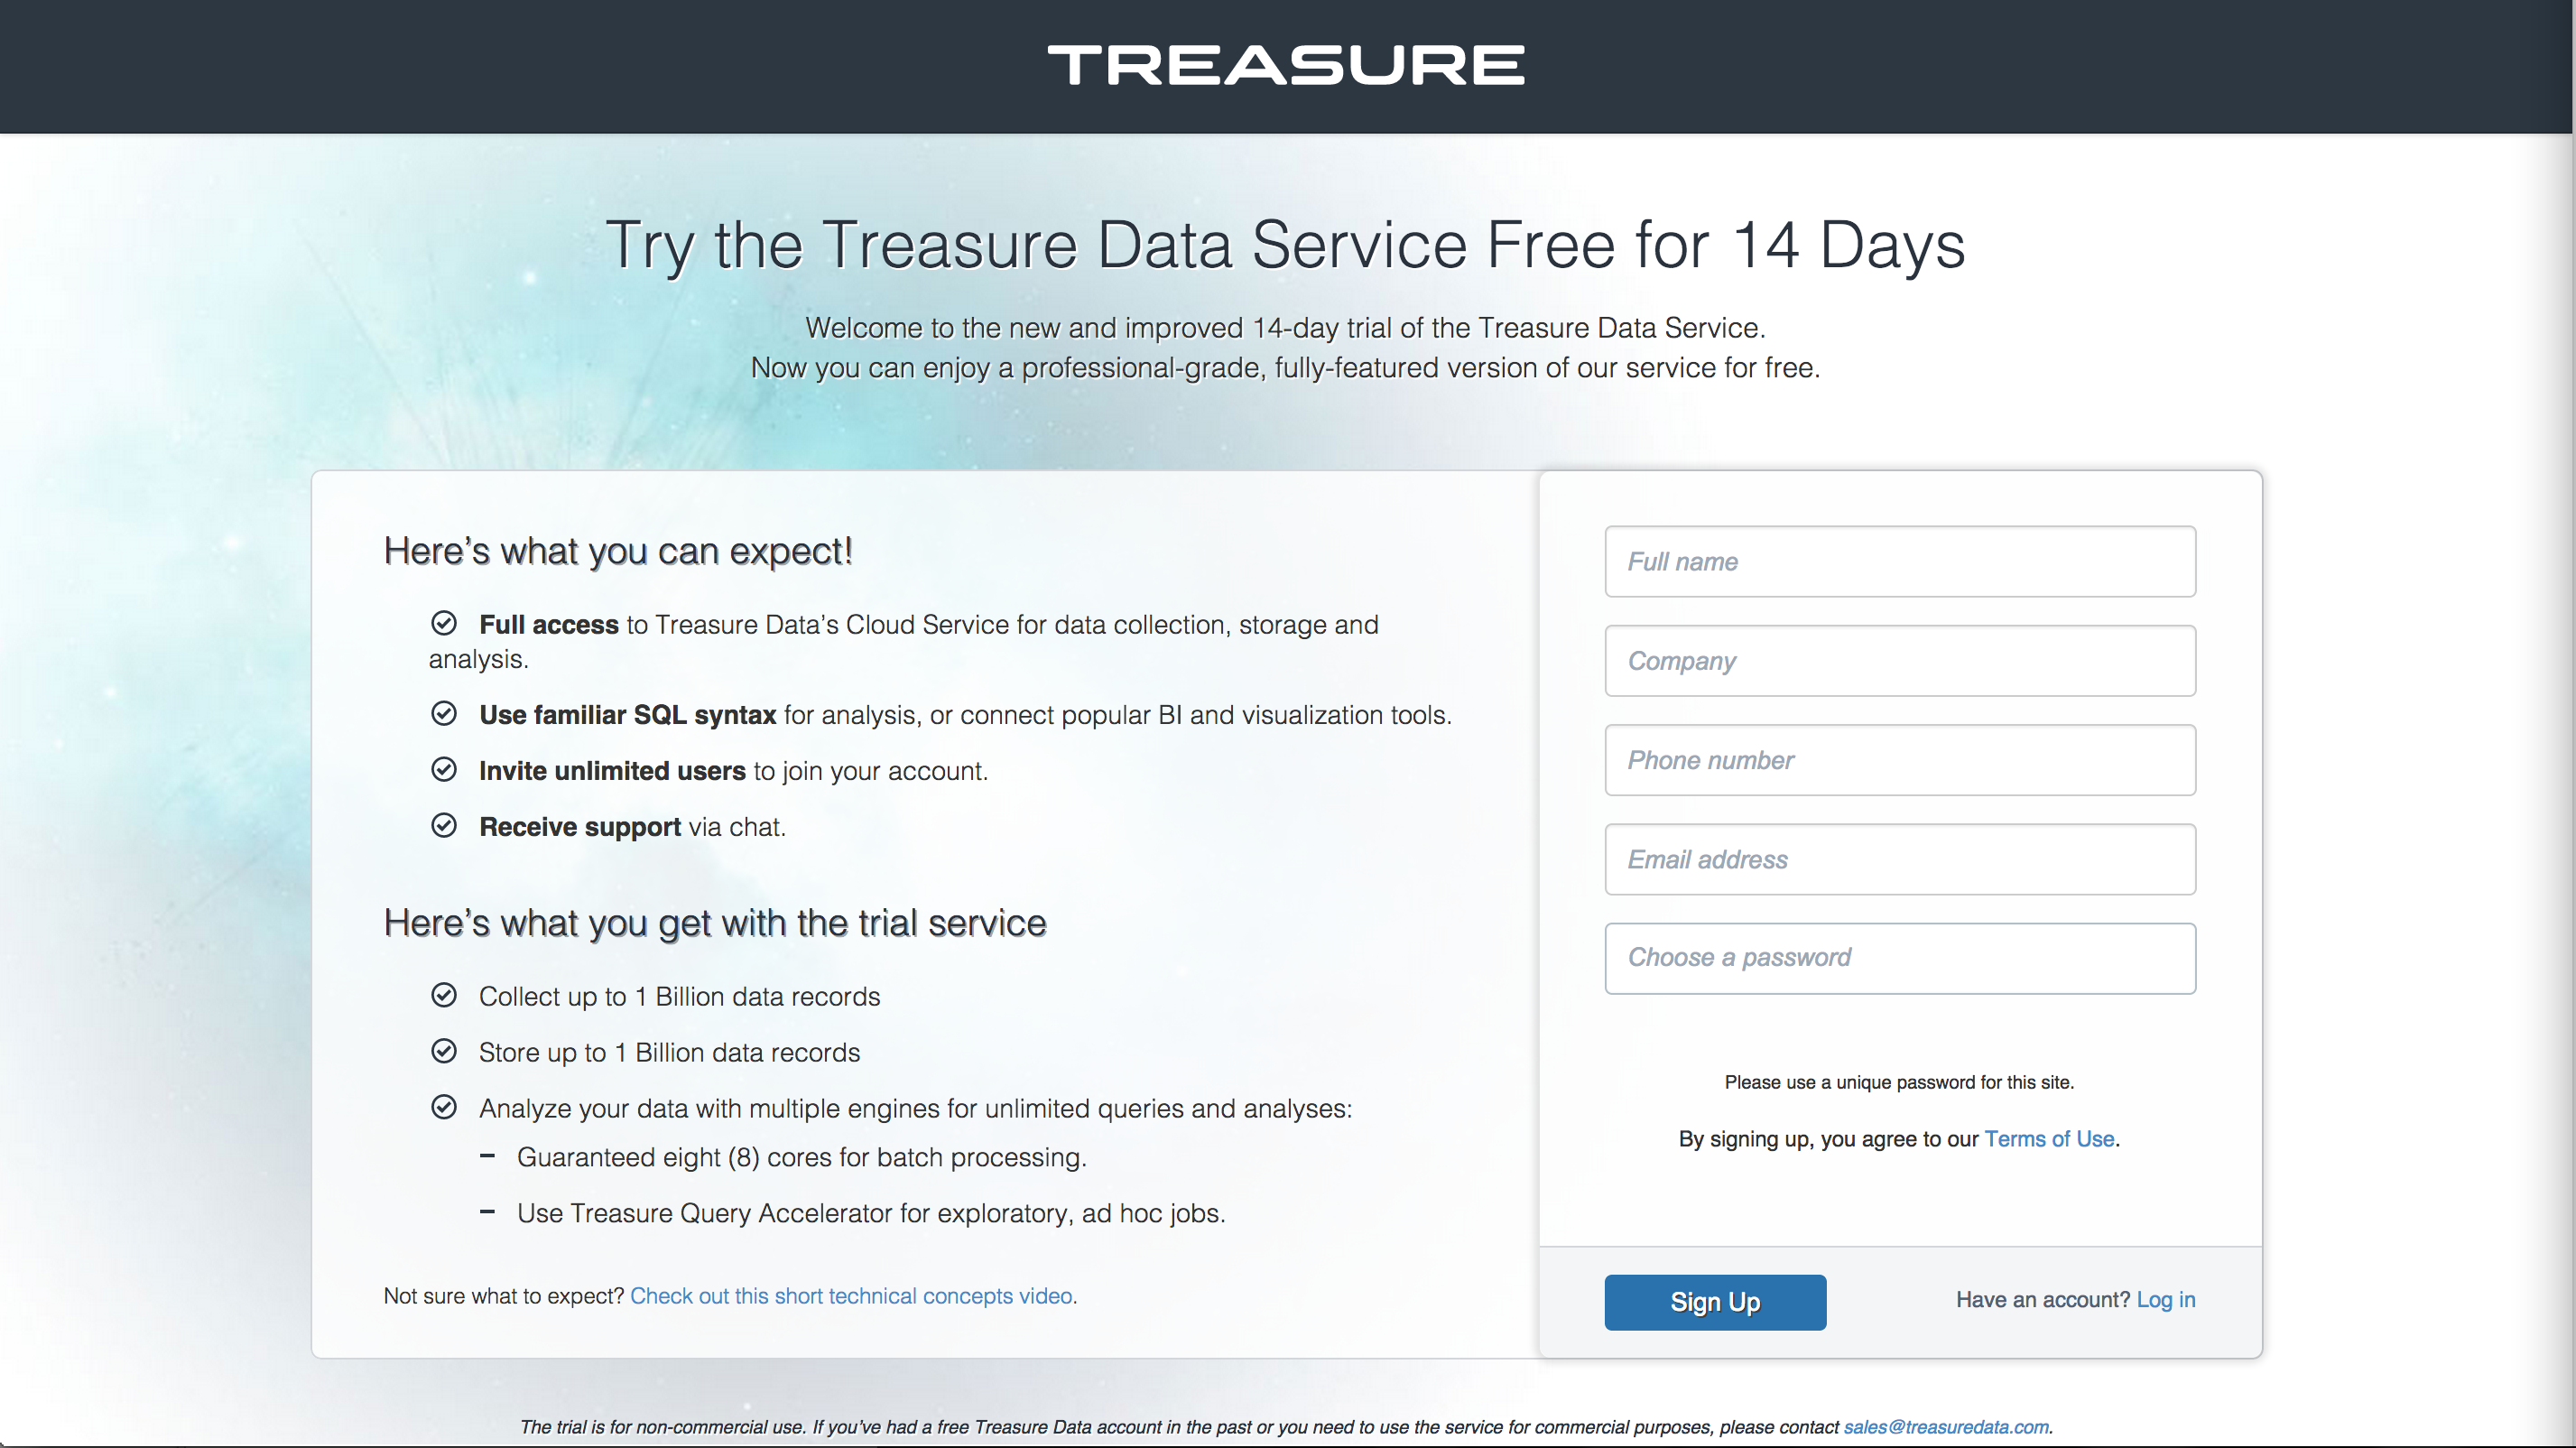 TREASURE
Try the Treasure Data Service Free for 14 Days
Welcome to the new and improved 14-day trial of the Treasure Data Service.
Now you can enjoy a professional-grade, fully-featured version of our service for free.
Here’s what you can expect!
Full access to Treasure Data’s Cloud Service for data collection, storage and
analysis.
Use familiar SQL syntax for analysis, or connect popular BI and visualization tools.
Invite unlimited users to join your account.
Receive support via chat.
Here’s what you get with the trial service
Collect up to 1 Billion data records
Store up to 1 Billion data records
Analyze your data with multiple engines for unlimited queries and analyses:
– Guaranteed eight (8) cores for batch processing.
– Use Treasure Query Accelerator for exploratory, ad hoc jobs.
Not sure what to expect? Check out this short technical concepts video.
Full name
Company
Phone number
Email address
Choose a password
Please use a unique password for this site.
By signing up, you agree to our Terms of Use.
Sign Up
Have an account? Log in
The trial is for non-commercial use. If you’ve had a free Treasure Data account in the past or you need to use the service for commercial purposes, please contact sales@treasuredata.com.